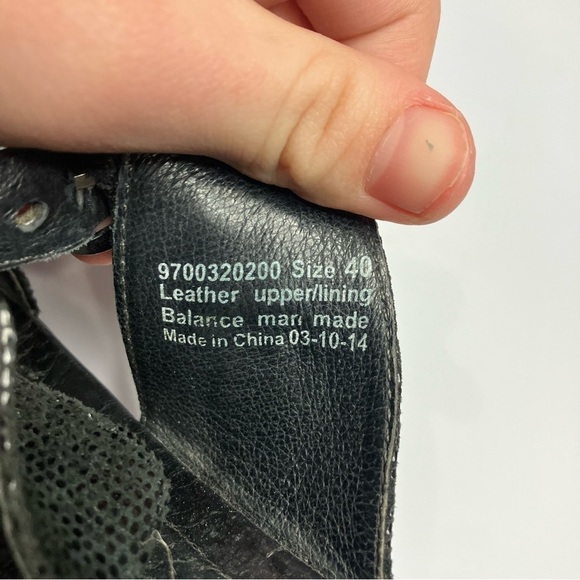 9700320200 Size 40
Leather upper/lining
Balance man made
Made in China 03-10-14